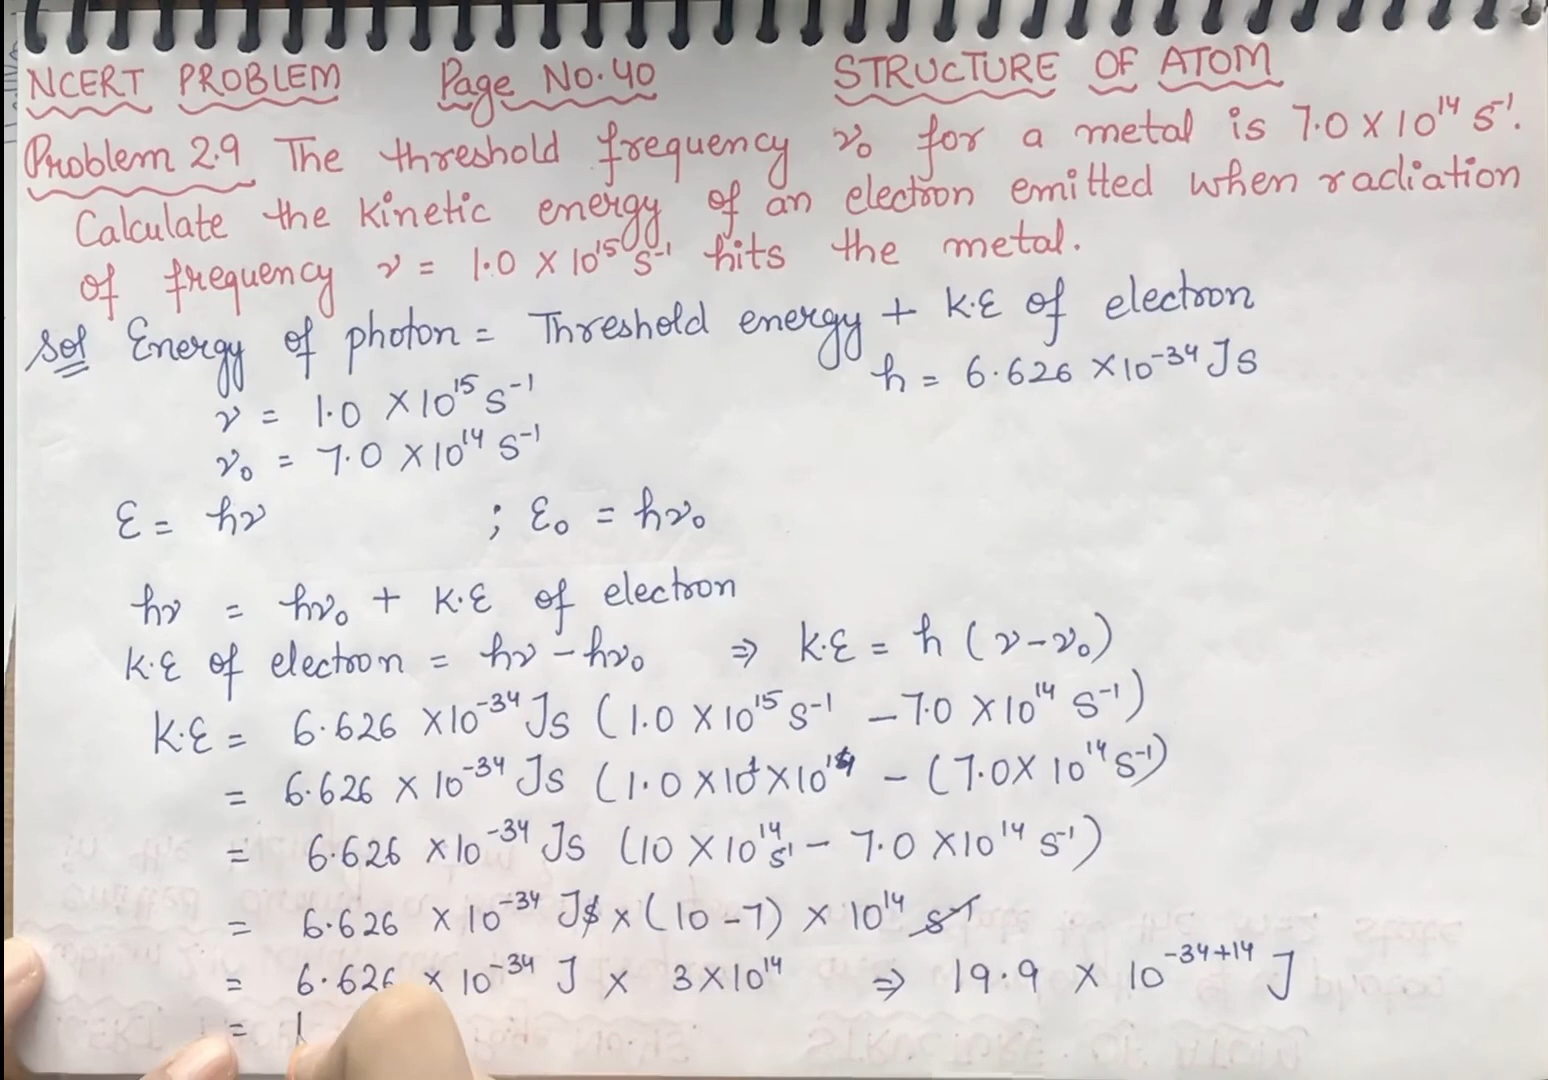 NCERT PROBLEM Page No.40 STRUCTURE OF ATOM
Problem 2.9 The threshold frequency ν₀ for a metal is 7.0 × 10¹⁴ s⁻¹.
Calculate the kinetic energy of an electron emitted when radiation
of frequency ν = 1.0 × 10¹⁵ s⁻¹ hits the metal.
Sol Energy of photon = Threshold energy + K.E of electron
h = 6.626 × 10⁻³⁴ Js
ν = 1.0 × 10¹⁵ s⁻¹
ν₀ = 7.0 × 10¹⁴ s⁻¹
E = hν ; E₀ = hν₀
hν = hν₀ + K.E of electron
K.E of electron = hν − hν₀ ⇒ K.E = h (ν − ν₀)
K.E = 6.626 × 10⁻³⁴ Js (1.0 × 10¹⁵ s⁻¹ − 7.0 × 10¹⁴ s⁻¹)
= 6.626 × 10⁻³⁴ Js (1.0 × 10¹ × 10¹⁴ − (7.0 × 10¹⁴ s⁻¹)
= 6.626 × 10⁻³⁴ Js (10 × 10¹⁴ s⁻¹ − 7.0 × 10¹⁴ s⁻¹)
= 6.626 × 10⁻³⁴ Js × (10 − 7) × 10¹⁴ s⁻¹
= 6.626 × 10⁻³⁴ J × 3 × 10¹⁴ ⇒ 19.9 × 10⁻³⁴⁺¹⁴ J
= 1